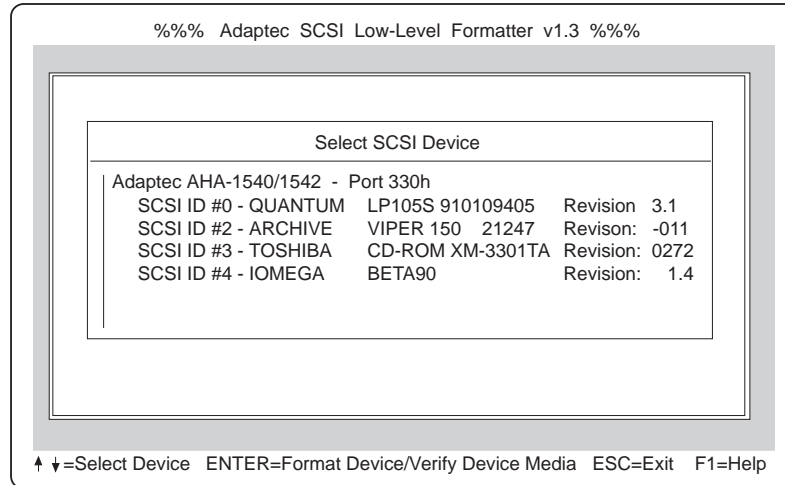 %%% Adaptec SCSI Low-Level Formatter v1.3 %%%
Select SCSI Device
Adaptec AHA-1540/1542 - Port 330h
SCSI ID #0 - QUANTUM LP105S 910109405 Revision 3.1
SCSI ID #2 - ARCHIVE VIPER 150 21247 Revison: -011
SCSI ID #3 - TOSHIBA CD-ROM XM-3301TA Revision: 0272
SCSI ID #4 - IOMEGA BETA90 Revision: 1.4
↑ ↓=Select Device ENTER=Format Device/Verify Device Media ESC=Exit F1=Help